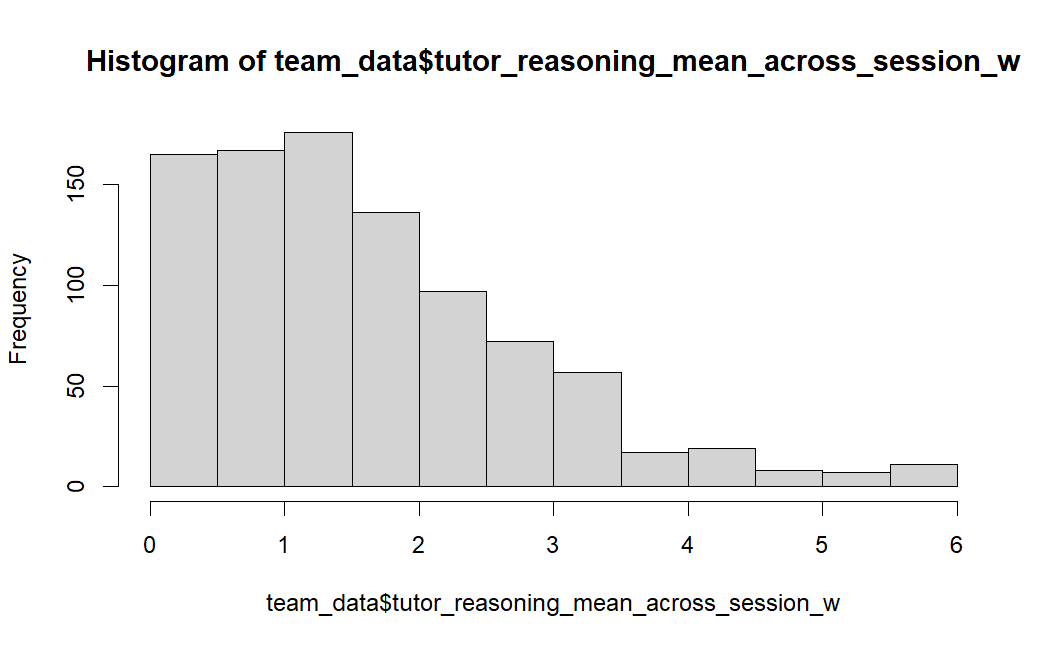 Histogram of team_data$tutor_reasoning_mean_across_session_w
Frequency
150
100
50
0
0 1 2 3 4 5 6
team_data$tutor_reasoning_mean_across_session_w